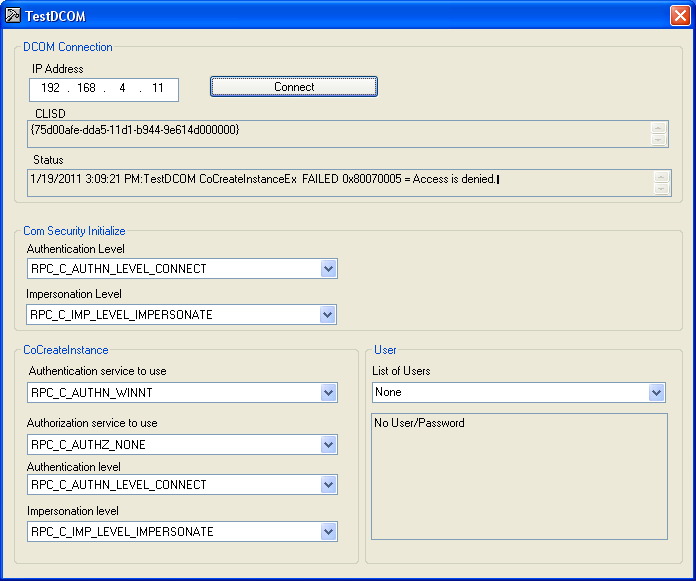 TestDCOM
DCOM Connection
IP Address
192 . 168 . 4 . 11
Connect
CLISD
{75d00afe-dda5-11d1-b944-9e614d000000}
Status
1/19/2011 3:09:21 PM:TestDCOM CoCreateInstanceEx FAILED 0x80070005 = Access is denied.
Com Security Initialize
Authentication Level
RPC_C_AUTHN_LEVEL_CONNECT
Impersonation Level
RPC_C_IMP_LEVEL_IMPERSONATE
CoCreateInstance
Authentication service to use
RPC_C_AUTHN_WINNT
Authorization service to use
RPC_C_AUTHZ_NONE
Authentication level
RPC_C_AUTHN_LEVEL_CONNECT
Impersonation level
RPC_C_IMP_LEVEL_IMPERSONATE
User
List of Users
None
No User/Password